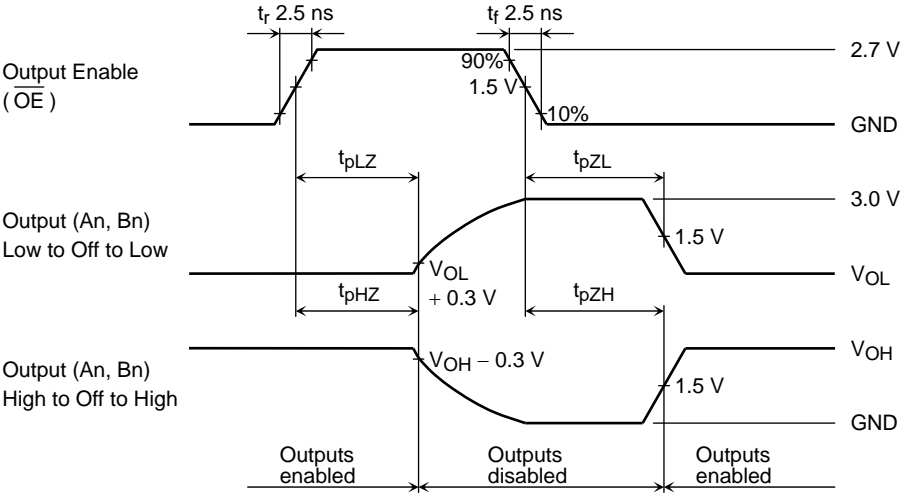 tr 2.5 ns
tf 2.5 ns
Output Enable
( OE )
90%
1.5 V
10%
2.7 V
GND
tpLZ
tpZL
Output (An, Bn)
Low to Off to Low
3.0 V
1.5 V
VOL
+ 0.3 V
VOL
tpHZ
tpZH
Output (An, Bn)
High to Off to High
VOH – 0.3 V
VOH
1.5 V
GND
Outputs
enabled
Outputs
disabled
Outputs
enabled